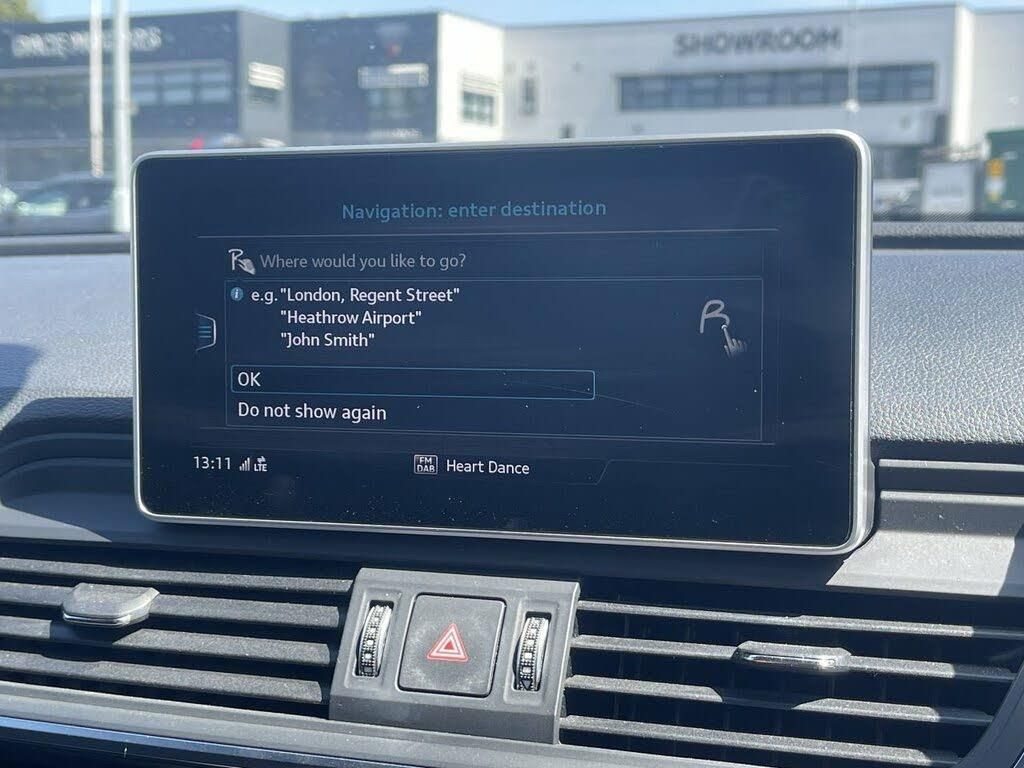 SHOWROOM
Navigation: enter destination
Where would you like to go?
i e.g. "London, Regent Street"
"Heathrow Airport"
"John Smith"
R
OK
Do not show again
13:11 LTE FM DAB Heart Dance